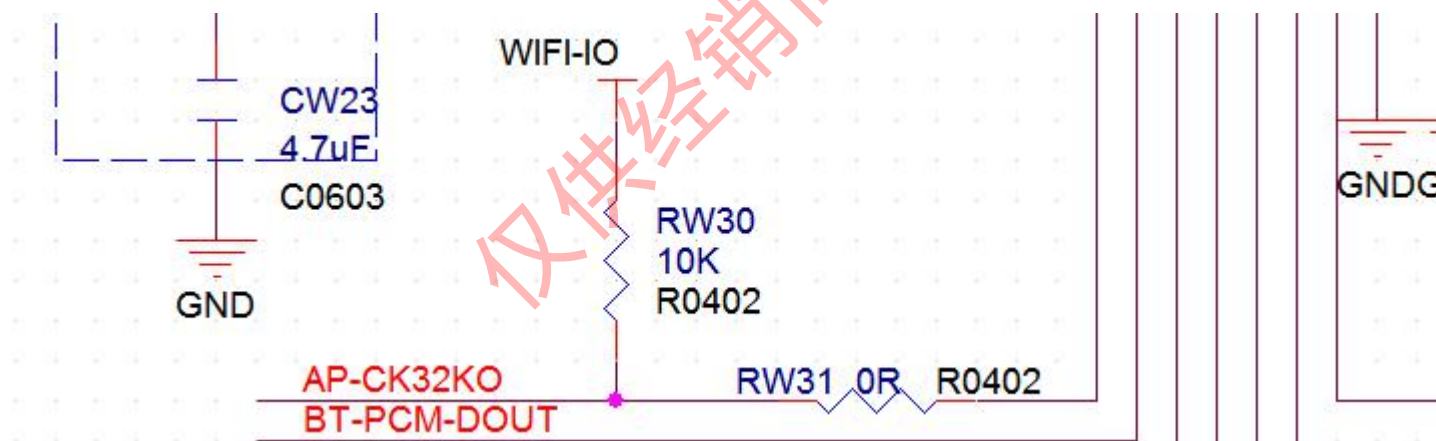 WIFI-IO
CW23
4.7uF
C0603
GND
RW30
10K
R0402
AP-CK32KO
BT-PCM-DOUT
RW31 0R R0402
GNDG
仅供经销